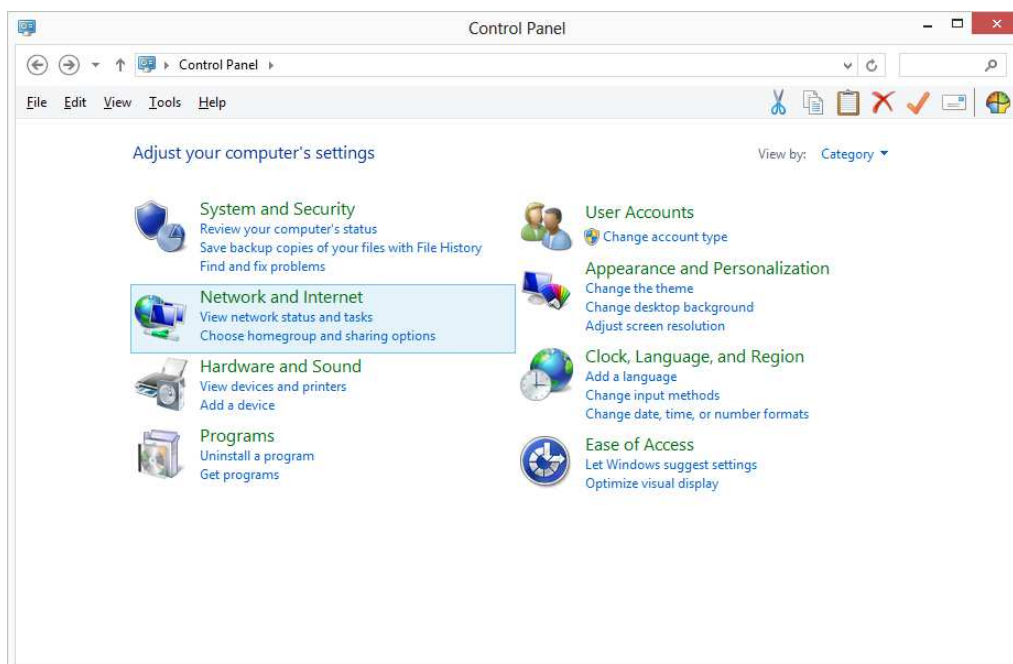 Control Panel
Control Panel
File Edit View Tools Help
Adjust your computer's settings
View by: Category
System and Security
Review your computer's status
Save backup copies of your files with File History
Find and fix problems
Network and Internet
View network status and tasks
Choose homegroup and sharing options
Hardware and Sound
View devices and printers
Add a device
Programs
Uninstall a program
Get programs
User Accounts
Change account type
Appearance and Personalization
Change the theme
Change desktop background
Adjust screen resolution
Clock, Language, and Region
Add a language
Change input methods
Change date, time, or number formats
Ease of Access
Let Windows suggest settings
Optimize visual display